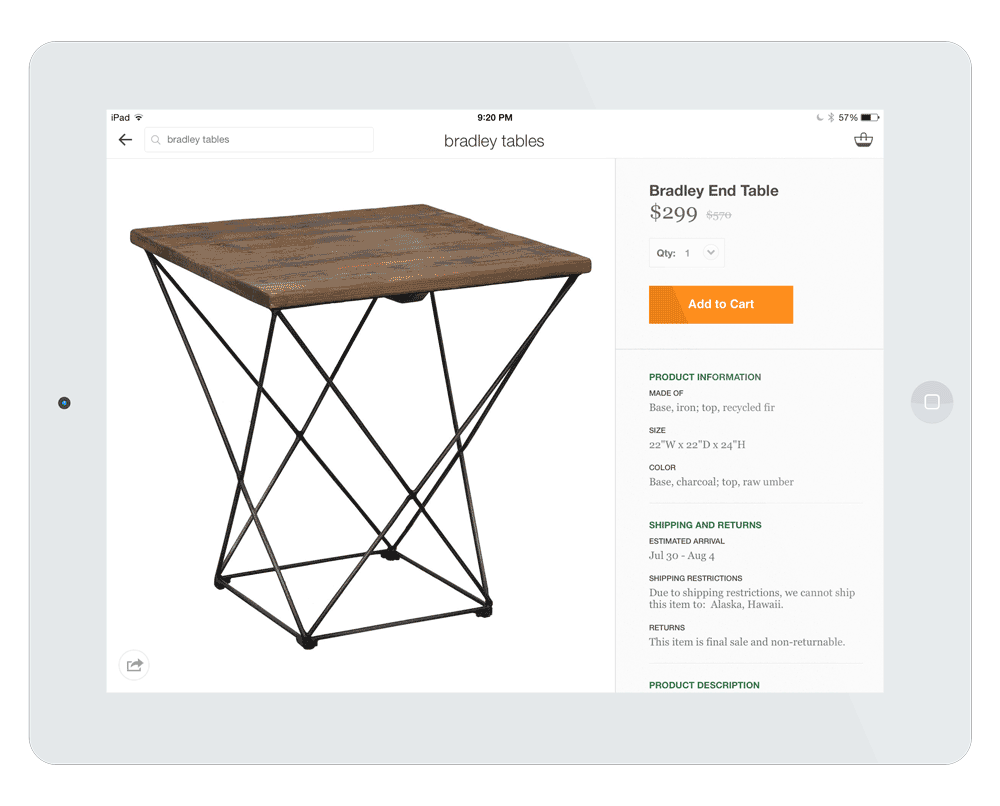 iPad 9:20 PM 57%
bradley tables bradley tables
Bradley End Table
$299 $570
Qty: 1
Add to Cart
PRODUCT INFORMATION
MADE OF
Base, iron; top, recycled fir
SIZE
22"W x 22"D x 24"H
COLOR
Base, charcoal; top, raw umber
SHIPPING AND RETURNS
ESTIMATED ARRIVAL
Jul 30 - Aug 4
SHIPPING RESTRICTIONS
Due to shipping restrictions, we cannot ship
this item to: Alaska, Hawaii.
RETURNS
This item is final sale and non-returnable.
PRODUCT DESCRIPTION